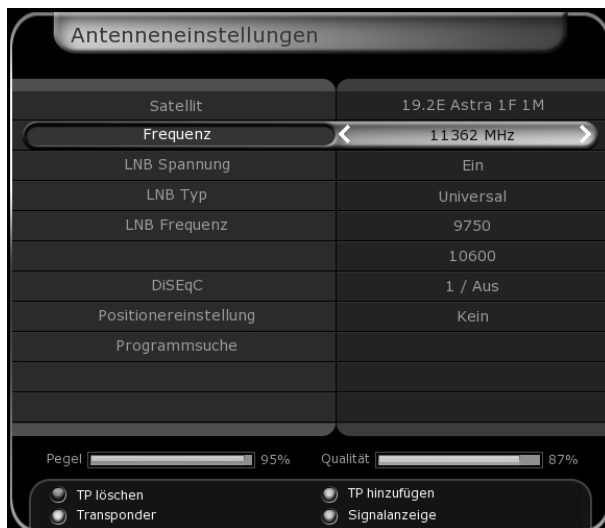 Antenneneinstellungen
Satellit 19.2E Astra 1F 1M
Frequenz 11362 MHz
LNB Spannung Ein
LNB Typ Universal
LNB Frequenz 9750
10600
DiSEqC 1 / Aus
Positionereinstellung Kein
Programmsuche
Pegel 95% Qualität 87%
TP löschen TP hinzufügen
Transponder Signalanzeige